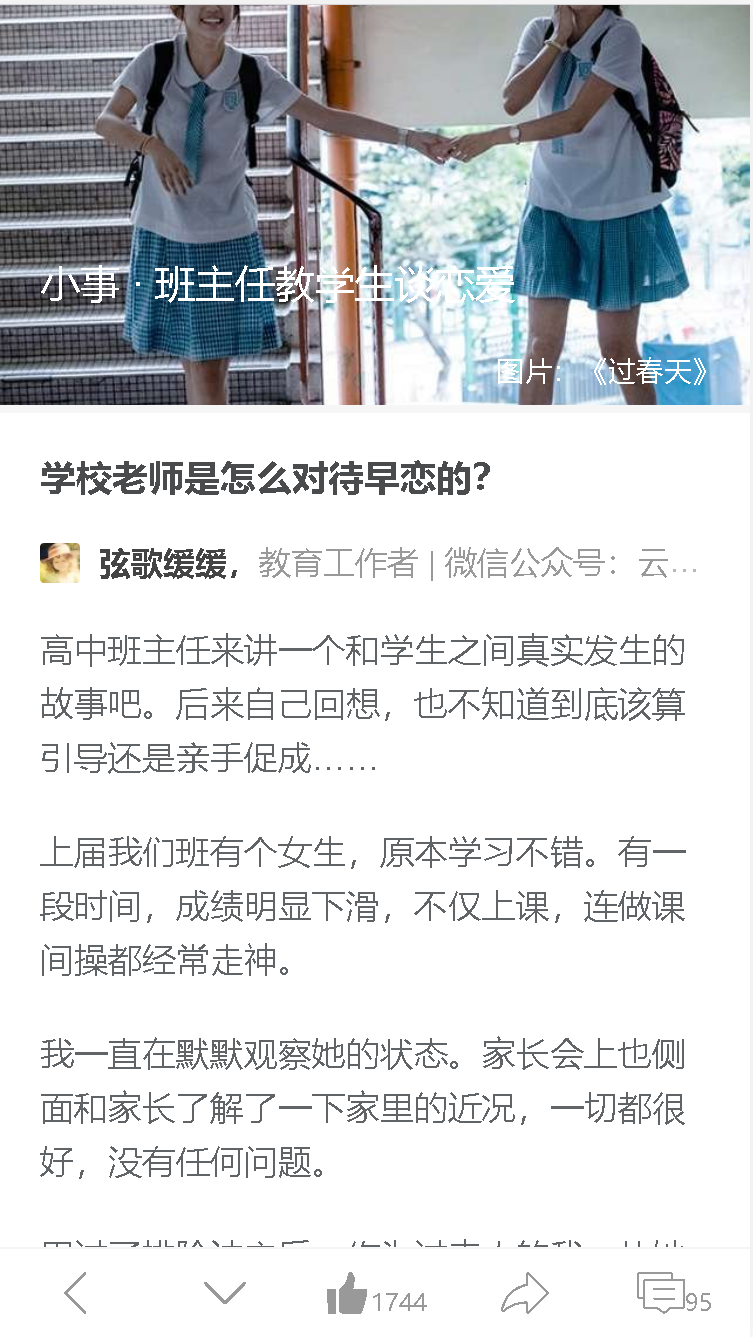 小事 · 班主任教学生谈恋爱
图片：《过春天》
学校老师是怎么对待早恋的？
弦歌缓缓，教育工作者 | 微信公众号：云…
高中班主任来讲一个和学生之间真实发生的
故事吧。后来自己回想，也不知道到底该算
引导还是亲手促成……
上届我们班有个女生，原本学习不错。有一
段时间，成绩明显下滑，不仅上课，连做课
间操都经常走神。
我一直在默默观察她的状态。家长会上也侧
面和家长了解了一下家里的近况，一切都很
好，没有任何问题。
1744
95